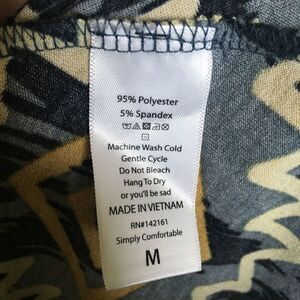 95% Polyester
5% Spandex
Machine Wash Cold
Gentle Cycle
Do Not Bleach
Hang To Dry
or you'll be sad
MADE IN VIETNAM
RN#142161
Simply Comfortable
M